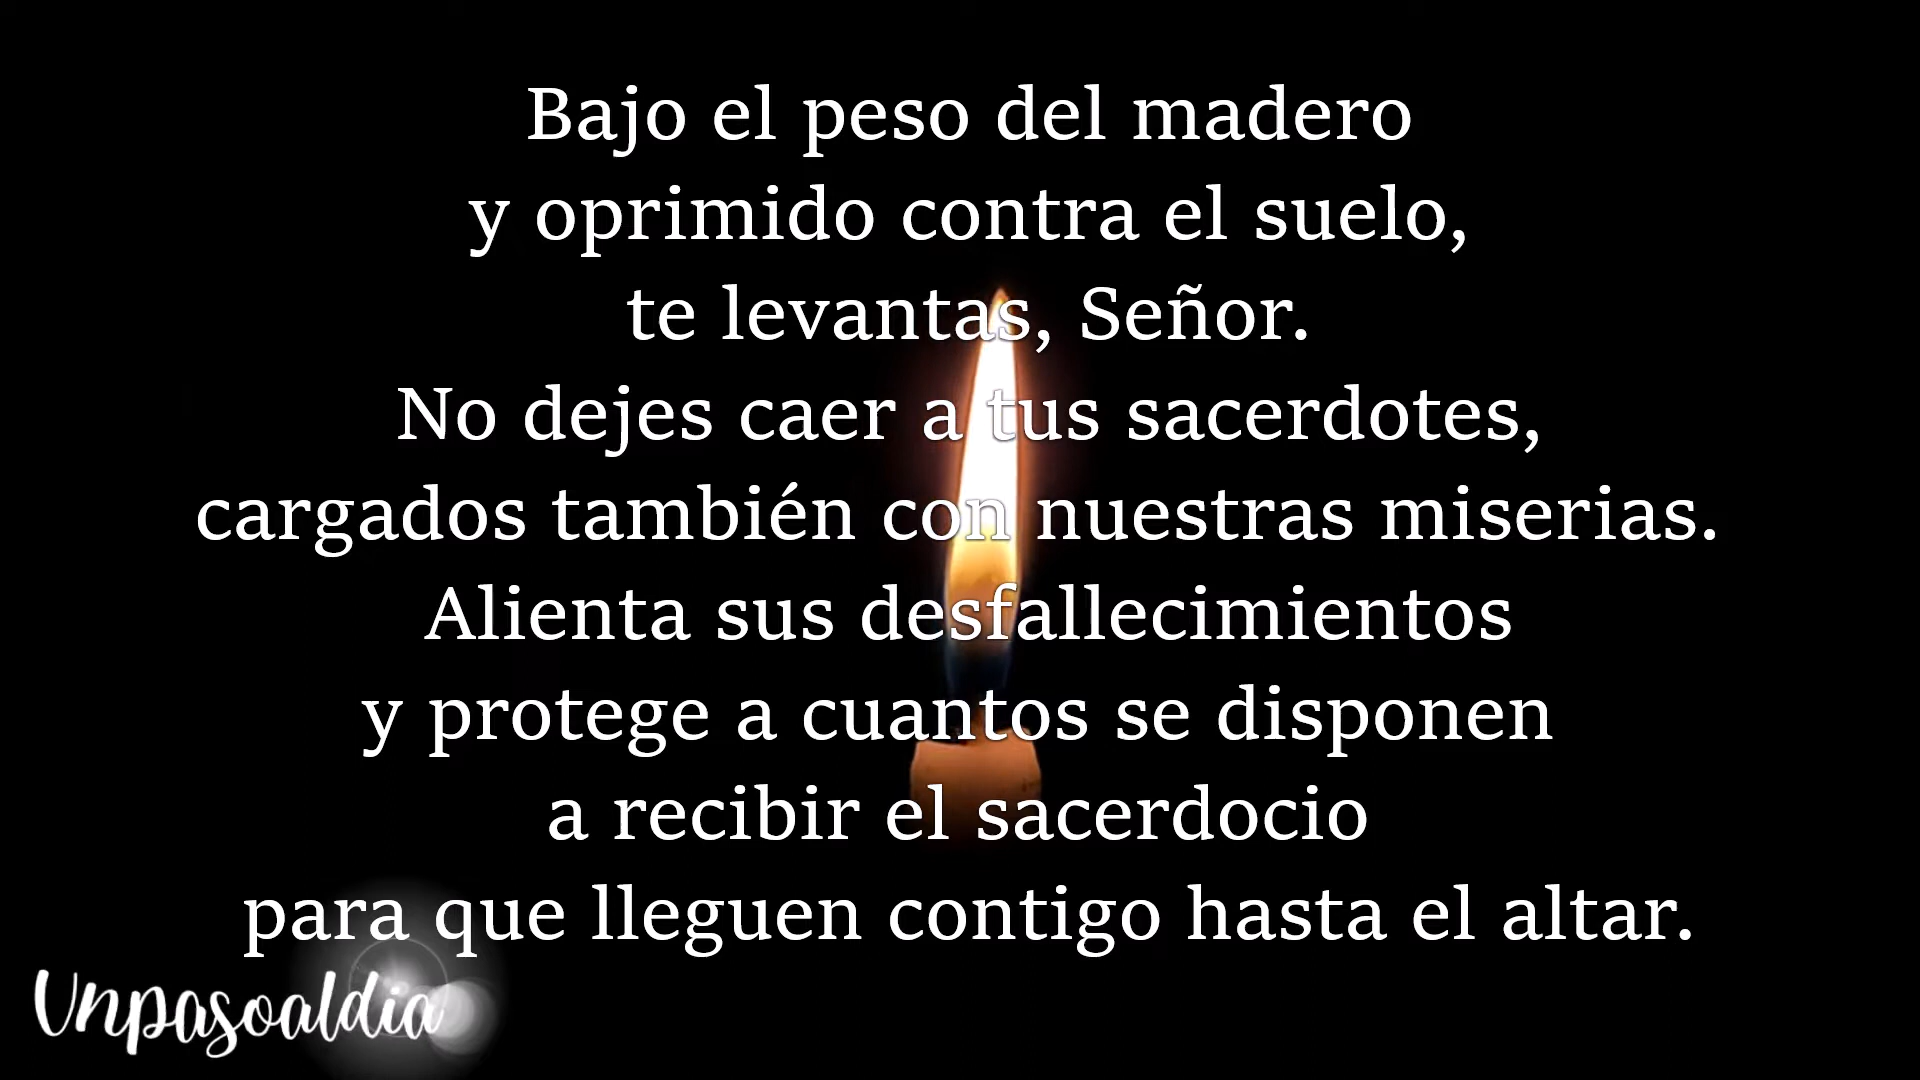 Bajo el peso del madero
y oprimido contra el suelo,
te levantas, Señor.
No dejes caer a tus sacerdotes,
cargados también con nuestras miserias.
Alienta sus desfallecimientos
y protege a cuantos se disponen
a recibir el sacerdocio
para que lleguen contigo hasta el altar.
Unpasoaldia